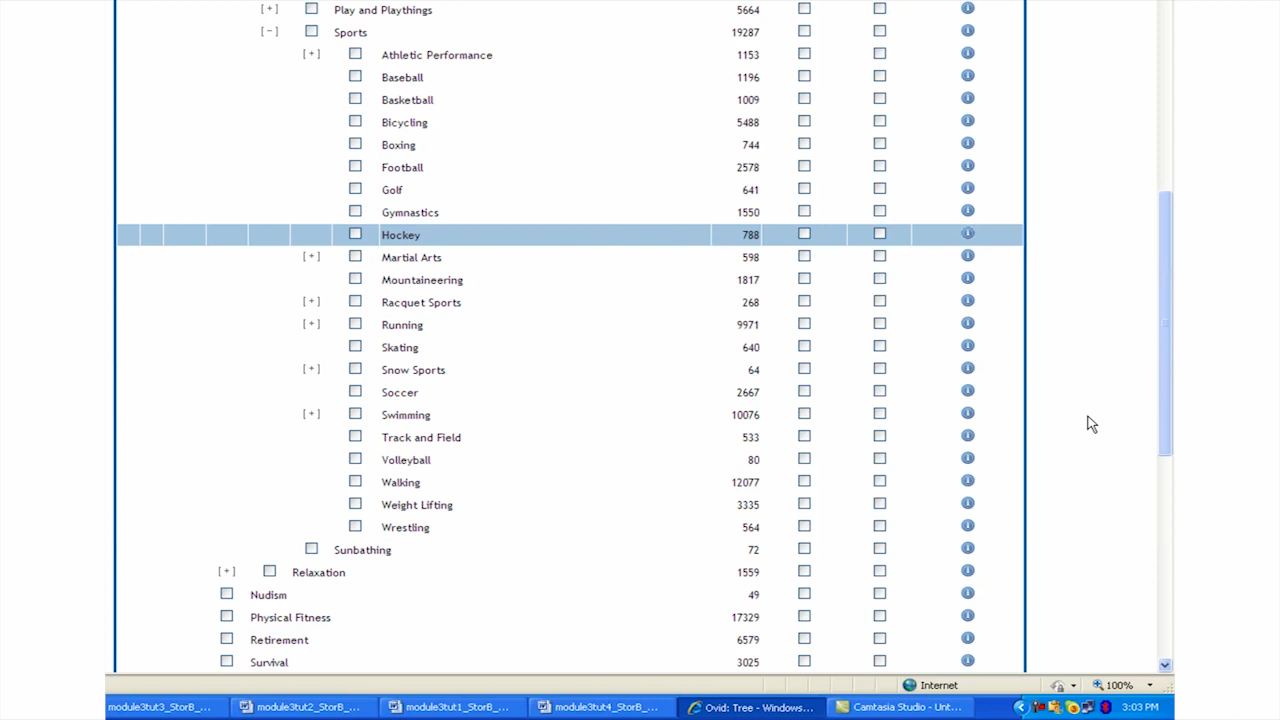 [+] Play and Playthings 5664
[-] Sports 19287
[+] Athletic Performance 1153
Baseball 1196
Basketball 1009
Bicycling 5488
Boxing 744
Football 2578
Golf 641
Gymnastics 1550
Hockey 788
[+] Martial Arts 598
Mountaineering 1817
[+] Racquet Sports 268
[+] Running 9971
Skating 640
[+] Snow Sports 64
Soccer 2667
[+] Swimming 10076
Track and Field 533
Volleyball 80
Walking 12077
Weight Lifting 3335
Wrestling 564
Sunbathing 72
[+] Relaxation 1559
Nudism 49
Physical Fitness 17329
Retirement 6579
Survival 3025
Internet 100%
module3tut3_StorB_... module3tut2_StorB_... module3tut1_StorB_... module3tut4_StorB_... Ovid: Tree - Windows... Camtasia Studio - Unt... 3:03 PM